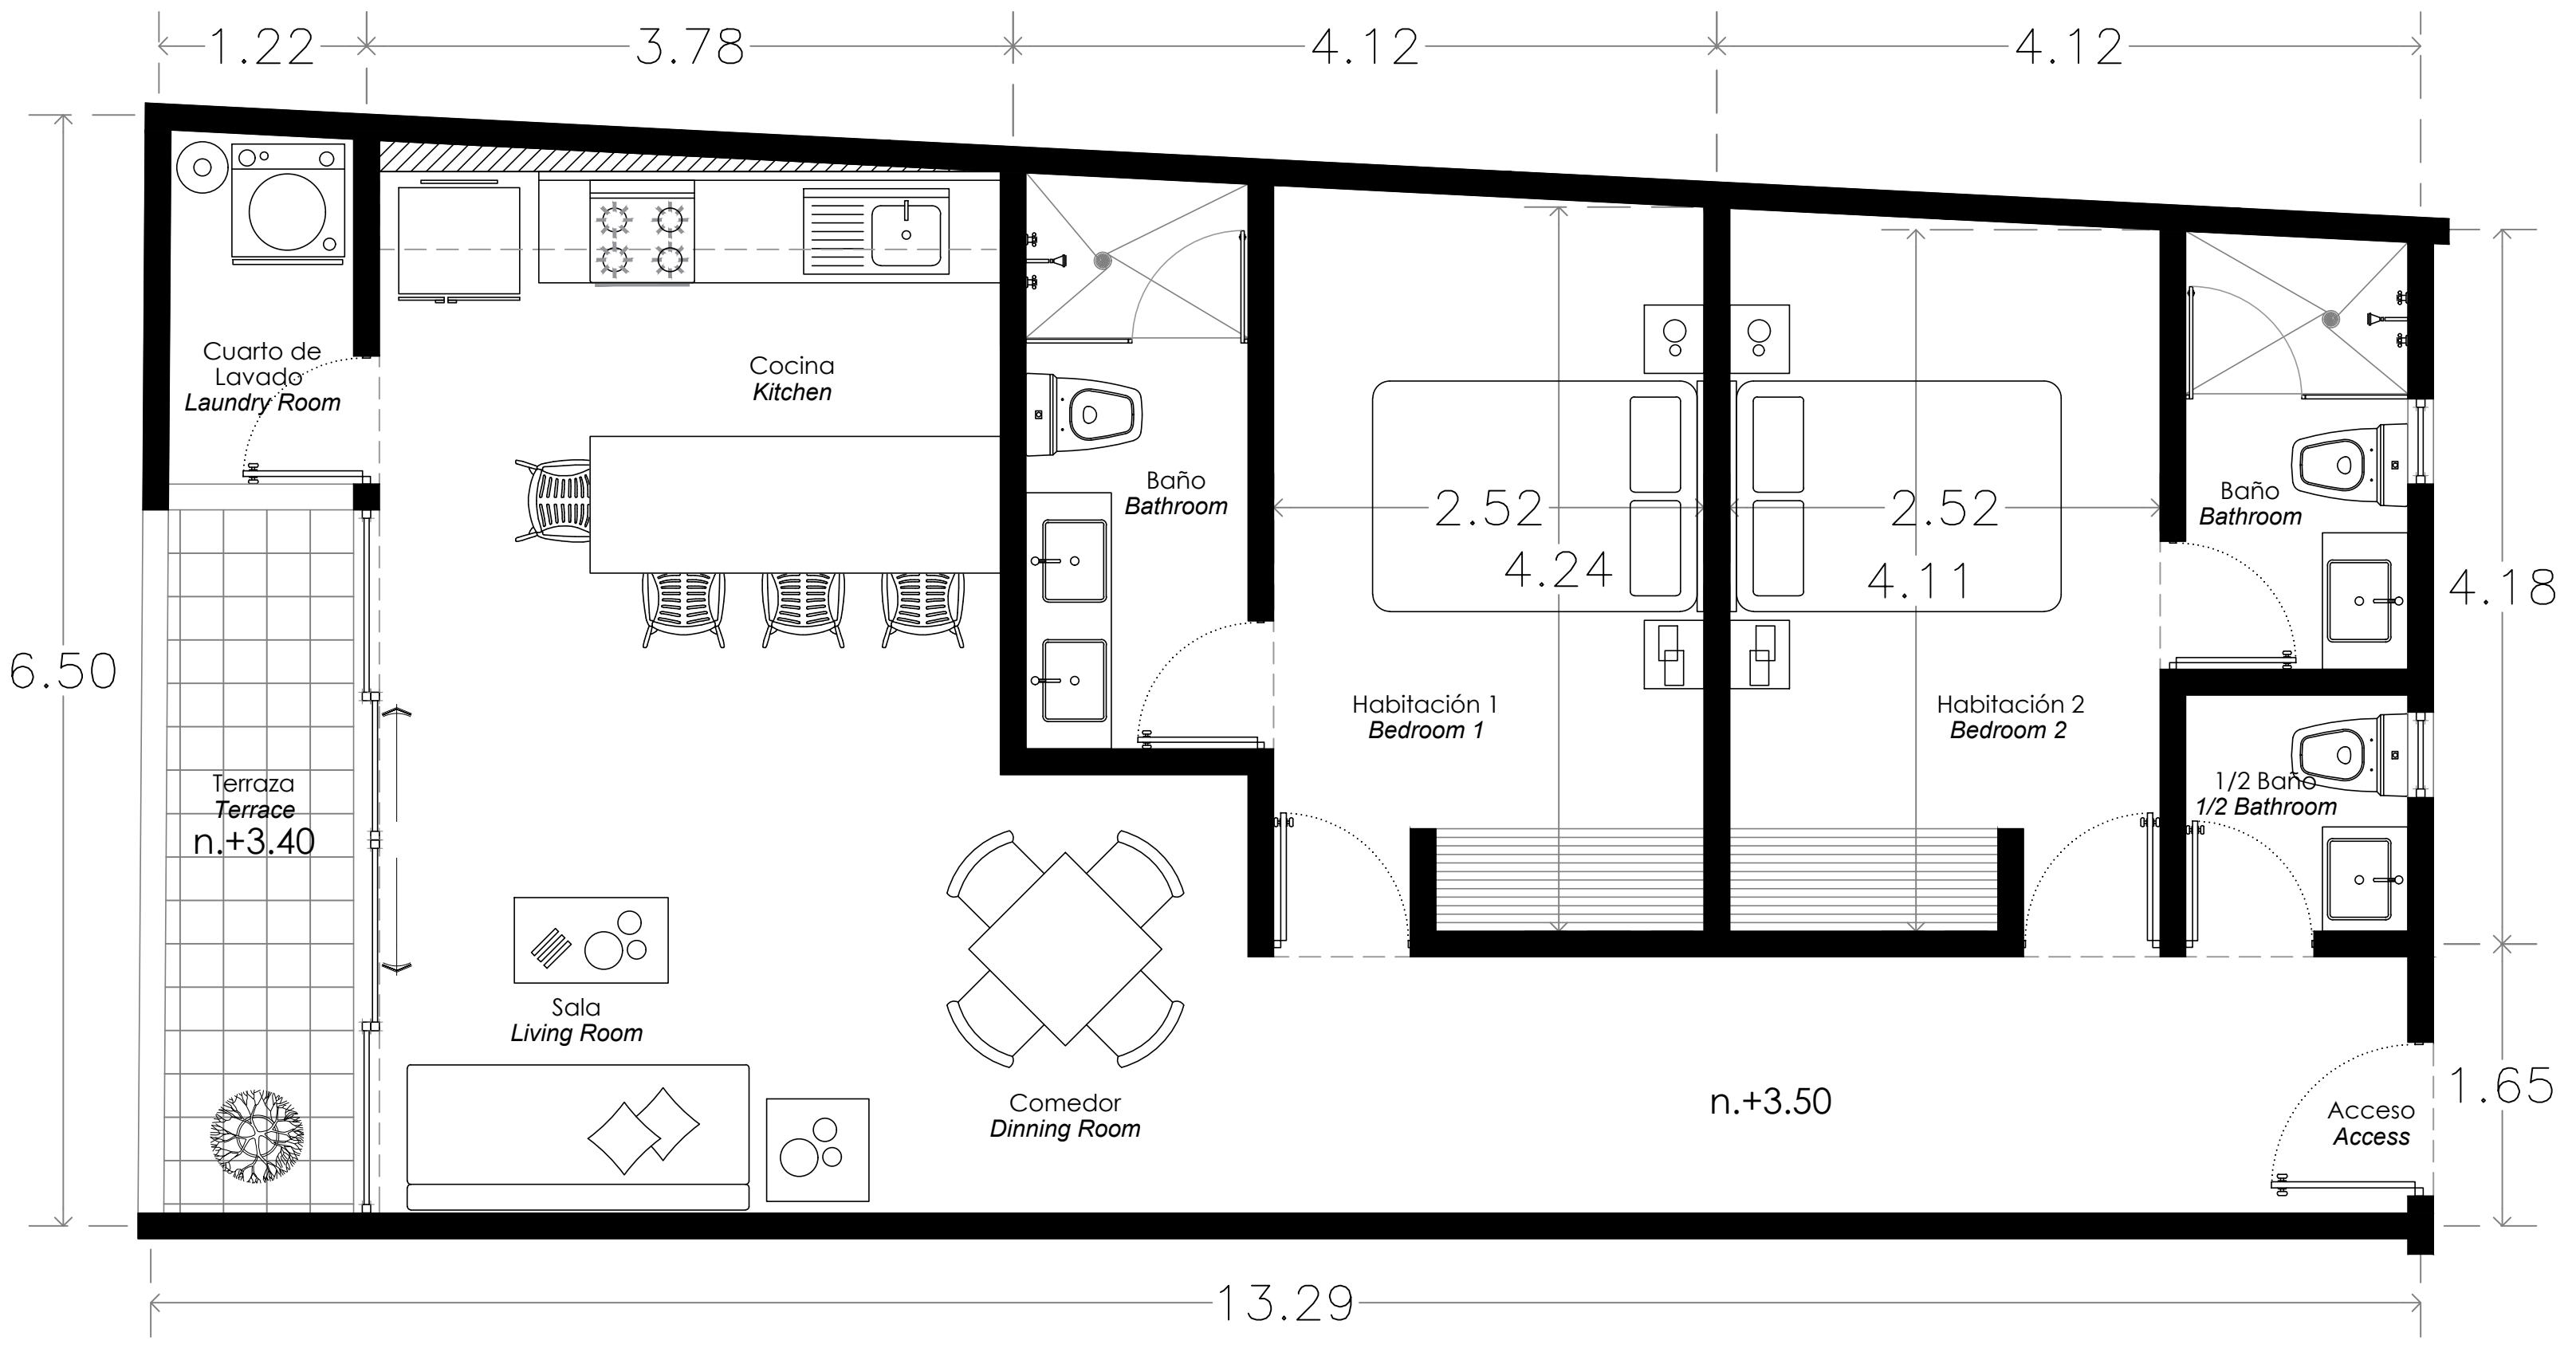 1.22
3.78
4.12
4.12
Cuarto de
Lavado
Laundry Room
Cocina
Kitchen
Baño
Bathroom
2.52
4.24
2.52
4.11
Baño
Bathroom
4.18
6.50
Habitación 1
Bedroom 1
Habitación 2
Bedroom 2
Terraza
Terrace
n.+3.40
1/2 Baño
1/2 Bathroom
Sala
Living Room
Comedor
Dinning Room
n.+3.50
Acceso
Access
1.65
13.29